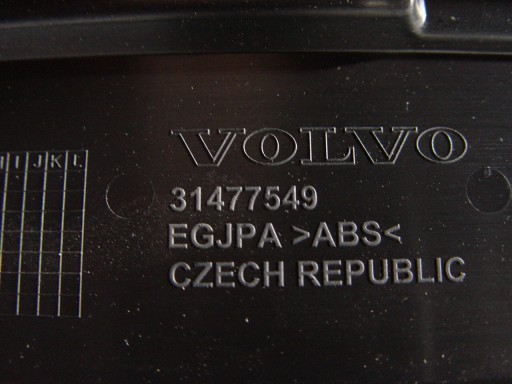 VOLVO
31477549
EGJPA >ABS<
CZECH REPUBLIC
I J K L